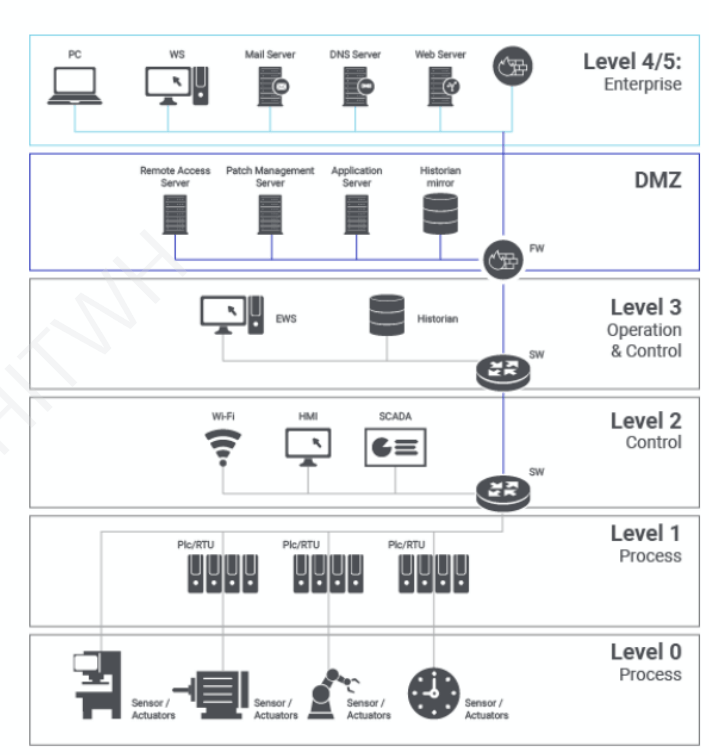 PC
WS
Mail Server
DNS Server
Web Server
Level 4/5:
Enterprise
Remote Access
Server
Patch Management
Server
Application
Server
Historian
mirror
DMZ
FW
EWS
Historian
Level 3
Operation
& Control
SW
Wi-Fi
HMI
SCADA
Level 2
Control
SW
Plc/RTU
Plc/RTU
Plc/RTU
Level 1
Process
Level 0
Process
Sensor /
Actuators
Sensor /
Actuators
Sensor /
Actuators
Sensor /
Actuators
HITWH